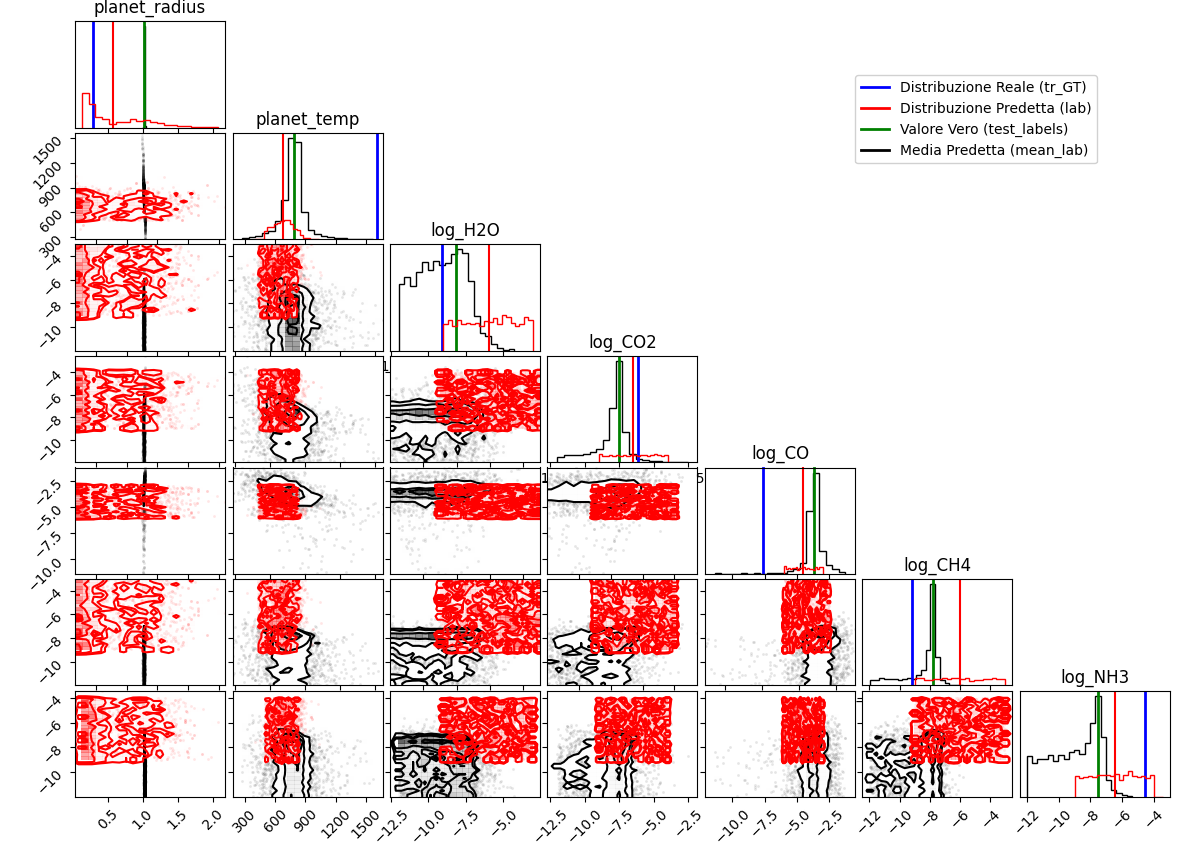 planet_radius
Distribuzione Reale (tr_GT)
Distribuzione Predetta (lab)
Valore Vero (test_labels)
Media Predetta (mean_lab)
planet_temp
1500
1200
900
600
300
log_H2O
−4
−6
−8
−10
log_CO2
−4
−6
−8
−10
log_CO
−2.5
−5.0
−7.5
−10.0
log_CH4
−4
−6
−8
−10
log_NH3
−4
−6
−8
−10
0.5 1.0 1.5 2.0 300 600 900 1200 1500 −12.5 −10.0 −7.5 −5.0 −12.5 −10.0 −7.5 −5.0 −2.5 −10.0 −7.5 −5.0 −2.5 −12 −10 −8 −6 −4 −12 −10 −8 −6 −4